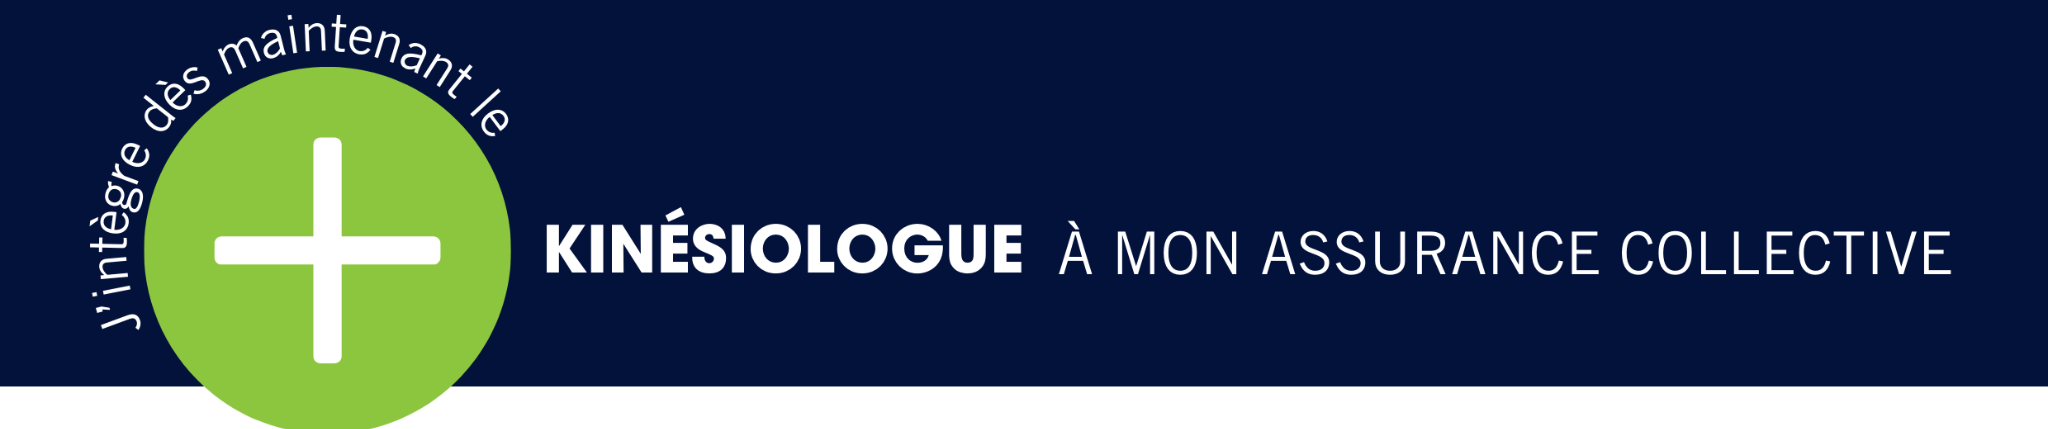 J'intègre dès maintenant le
KINÉSIOLOGUE À MON ASSURANCE COLLECTIVE